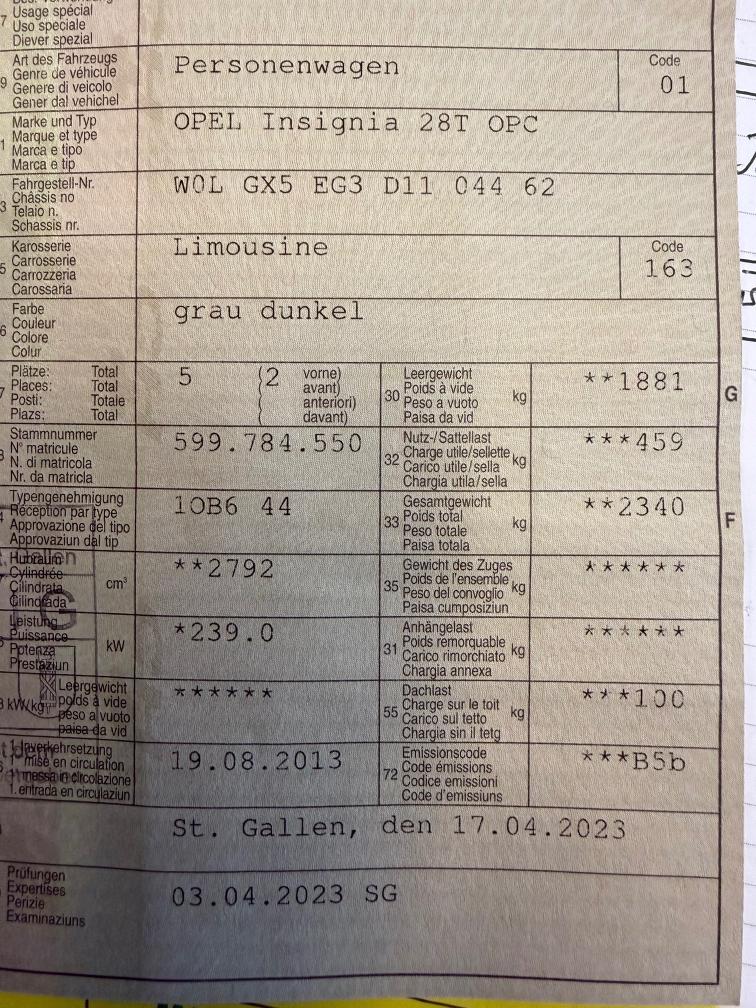 7 Usage spécial
Uso speciale
Diever spezial
9 Art des Fahrzeugs
Genre de véhicule
Genere di veicolo
Gener dal vehichel
Personenwagen
Code
01
1 Marke und Typ
Marque et type
Marca e tipo
Marca e tip
OPEL Insignia 28T OPC
3 Fahrgestell-Nr.
Châssis no
Telaio n.
Schassis nr.
W0L GX5 EG3 D11 044 62
5 Karosserie
Carrosserie
Carrozzeria
Carossaria
Limousine
Code
163
6 Farbe
Couleur
Colore
Colur
grau dunkel
7 Plätze: Total
Places: Total
Posti: Totale
Plazs: Total
5 (2 vorne)
avant)
anteriori)
( davant)
30 Leergewicht
Poids à vide
Peso a vuoto
Paisa da vid
kg
**1881
G
Stammnummer
N° matricule
N. di matricola
Nr. da matricla
599.784.550
32 Nutz-/Sattellast
Charge utile/sellette
Carico utile/sella
Chargia utila/sella
kg
***459
Typengenehmigung
Réception par type
Approvazione del tipo
Approvaziun dal tip
1OB6 44
33 Gesamtgewicht
Poids total
Peso totale
Paisa totala
kg
**2340
F
Hubraum
Cylindrée
Cilindrata
Cilindrada
cm³
**2792
35 Gewicht des Zuges
Poids de l'ensemble
Peso del convoglio
Paisa cumposiziun
kg
******
Leistung
Puissance
Potenza
Prestaziun
kW
*239.0
31 Anhängelast
Poids remorquable
Carico rimorchiato
Chargia annexa
kg
******
kW/kg
Leergewicht
poids à vide
peso a vuoto
paisa da vid
******
55 Dachlast
Charge sur le toit
Carico sul tetto
Chargia sin il tetg
kg
***100
1. Inverkehrsetzung
1re mise en circulation
1a messa in circolazione
1. entrada en circulaziun
19.08.2013
72 Emissionscode
Code émissions
Codice emissioni
Code d'emissiuns
***B5b
St. Gallen, den 17.04.2023
Prüfungen
Expertises
Perizie
Examinaziuns
03.04.2023 SG